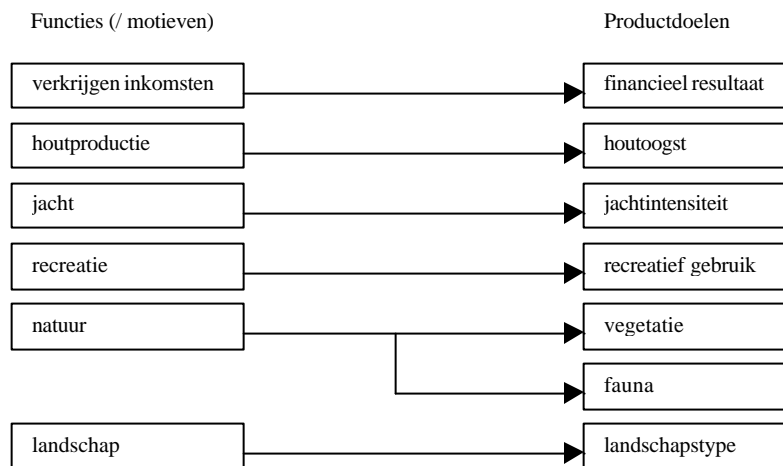 Functies (/ motieven) Productdoelen
verkrijgen inkomsten financieel resultaat
houtproductie houtoogst
jacht jachtintensiteit
recreatie recreatief gebruik
natuur vegetatie
fauna
landschap landschapstype